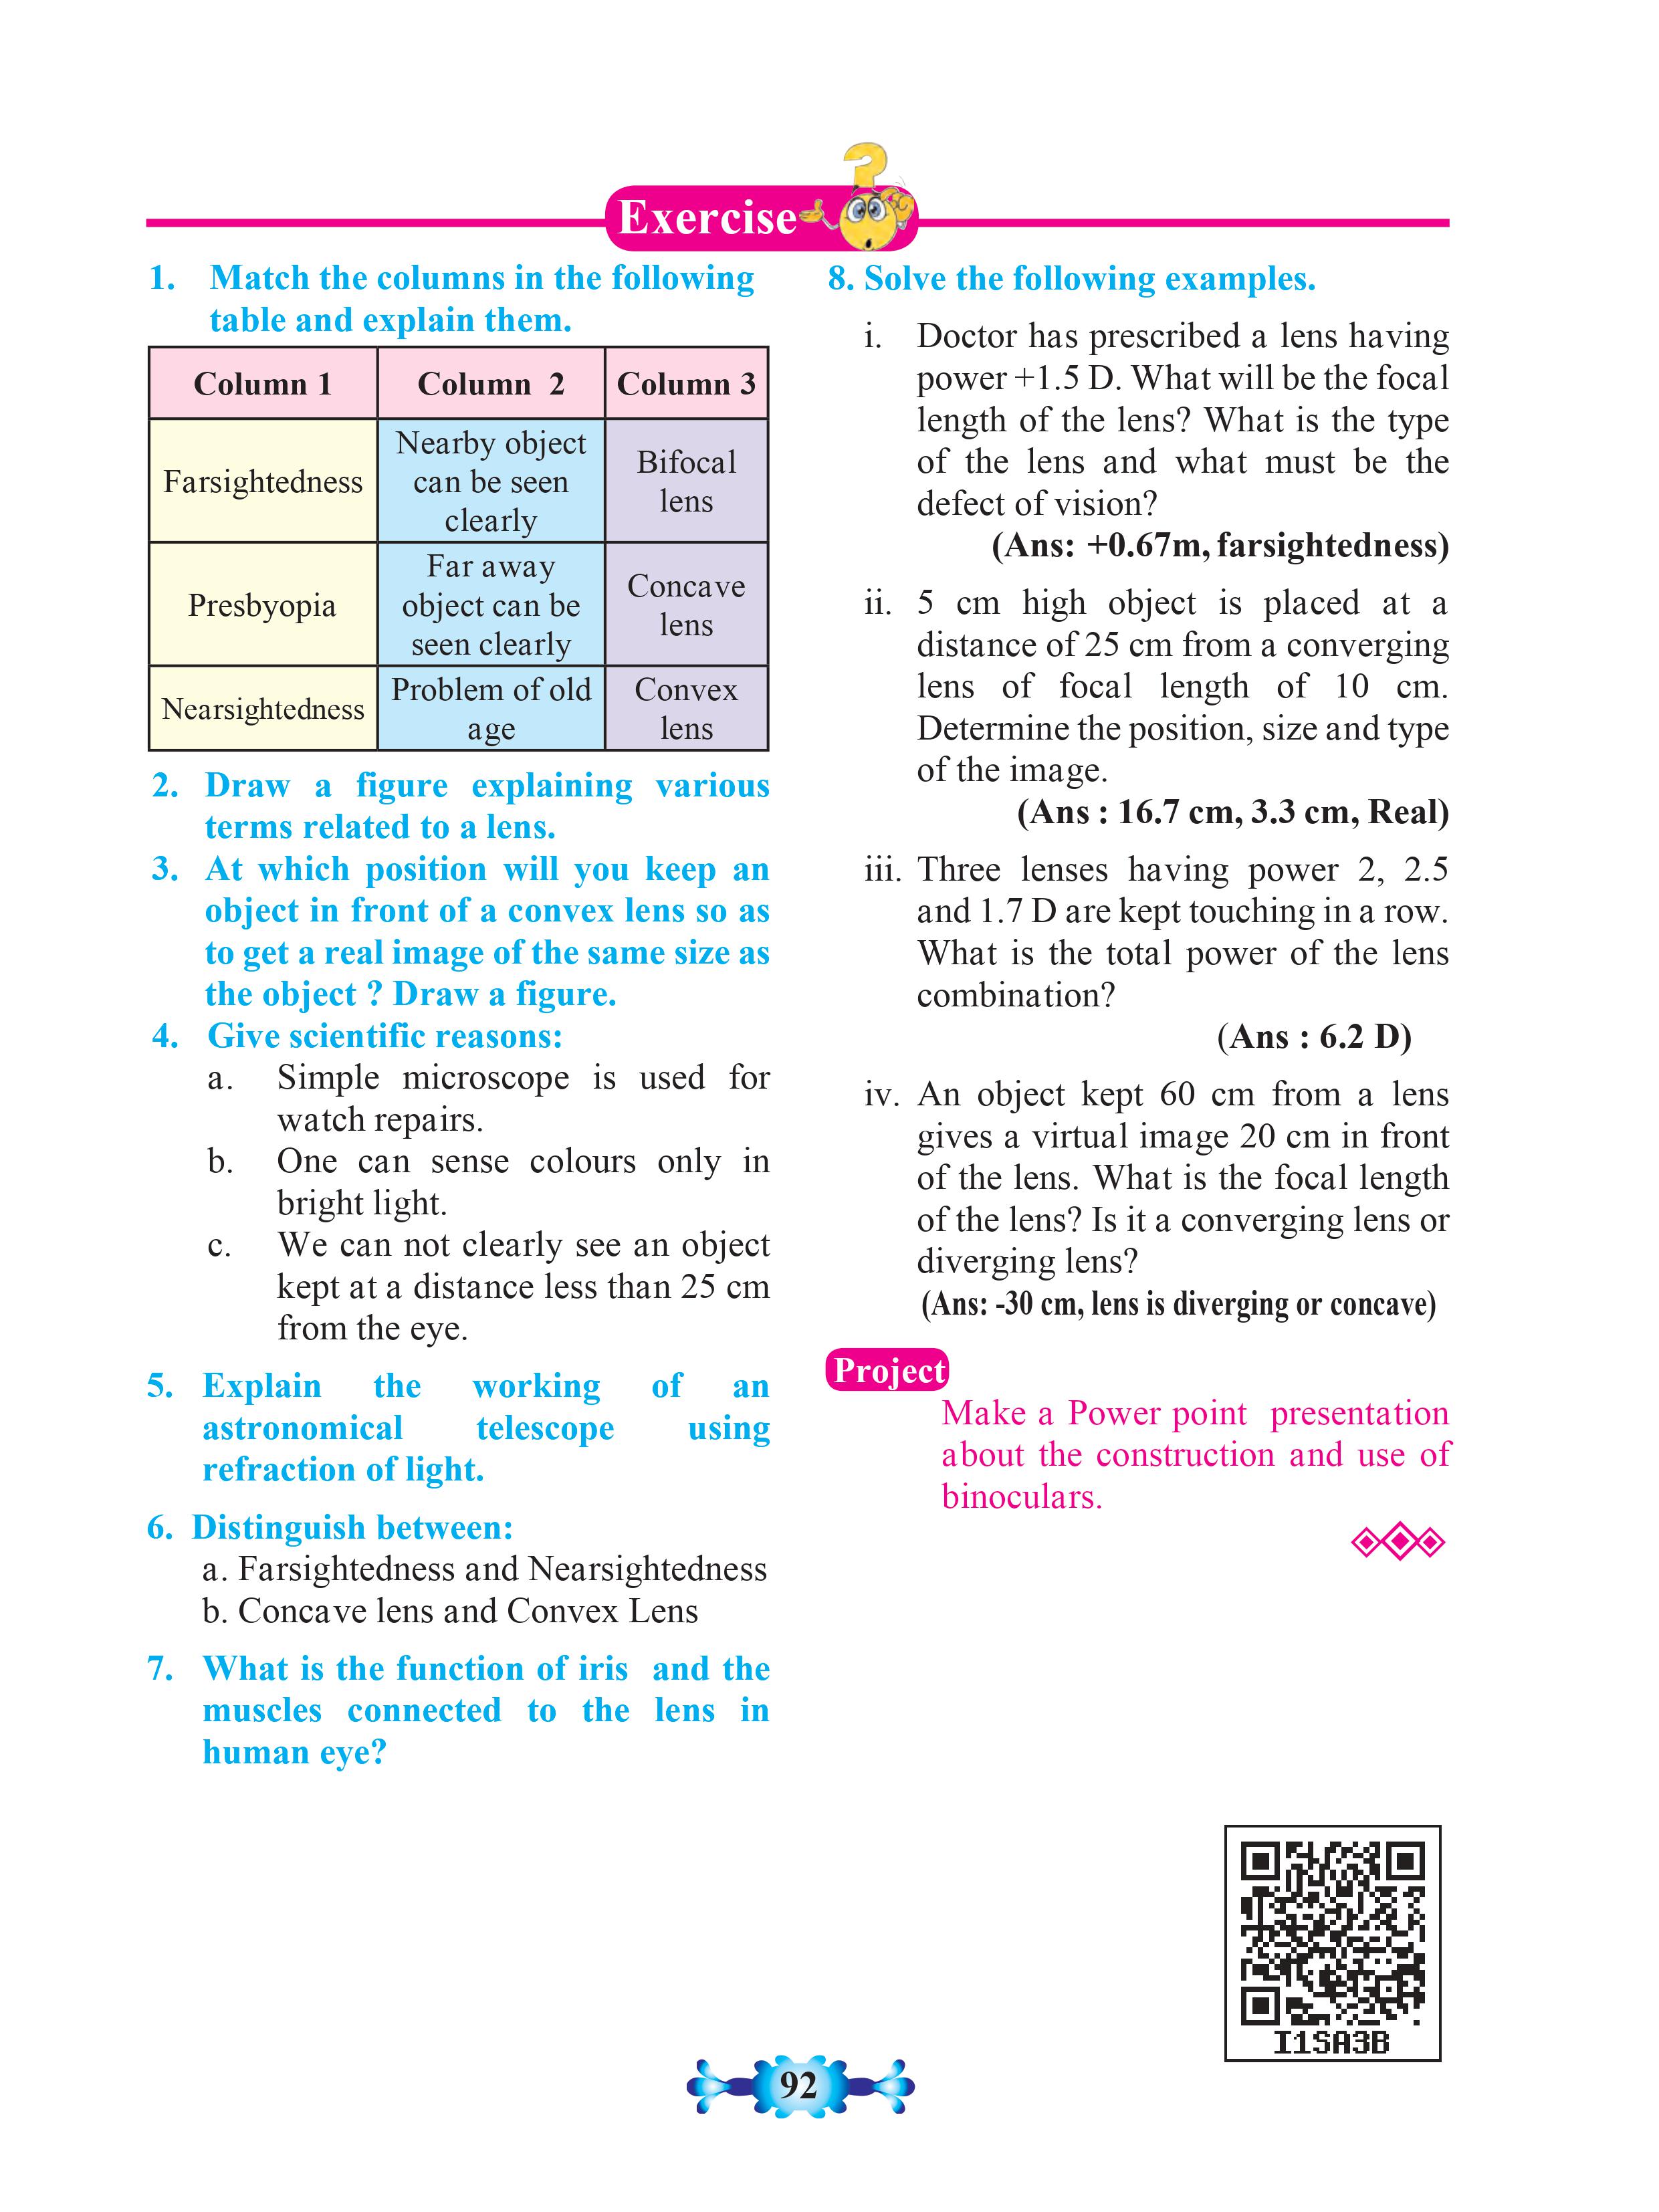 Exercise
1. Match the columns in the following
table and explain them.
Column 1 Column 2 Column 3
Farsightedness
Nearby object
can be seen
clearly
Bifocal
lens
Presbyopia
Far away
object can be
seen clearly
Concave
lens
Nearsightedness
Problem of old
age
Convex
lens
2. Draw a figure explaining various
terms related to a lens.
3. At which position will you keep an
object in front of a convex lens so as
to get a real image of the same size as
the object ? Draw a figure.
4. Give scientific reasons:
a. Simple microscope is used for
watch repairs.
b. One can sense colours only in
bright light.
c. We can not clearly see an object
kept at a distance less than 25 cm
from the eye.
5. Explain the working of an
astronomical telescope using
refraction of light.
6. Distinguish between:
a. Farsightedness and Nearsightedness
b. Concave lens and Convex Lens
7. What is the function of iris and the
muscles connected to the lens in
human eye?
8. Solve the following examples.
i. Doctor has prescribed a lens having
power +1.5 D. What will be the focal
length of the lens? What is the type
of the lens and what must be the
defect of vision?
(Ans: +0.67m, farsightedness)
ii. 5 cm high object is placed at a
distance of 25 cm from a converging
lens of focal length of 10 cm.
Determine the position, size and type
of the image.
(Ans : 16.7 cm, 3.3 cm, Real)
iii. Three lenses having power 2, 2.5
and 1.7 D are kept touching in a row.
What is the total power of the lens
combination?
(Ans : 6.2 D)
iv. An object kept 60 cm from a lens
gives a virtual image 20 cm in front
of the lens. What is the focal length
of the lens? Is it a converging lens or
diverging lens?
(Ans: -30 cm, lens is diverging or concave)
Project
Make a Power point presentation
about the construction and use of
binoculars.
I1SA3B
92